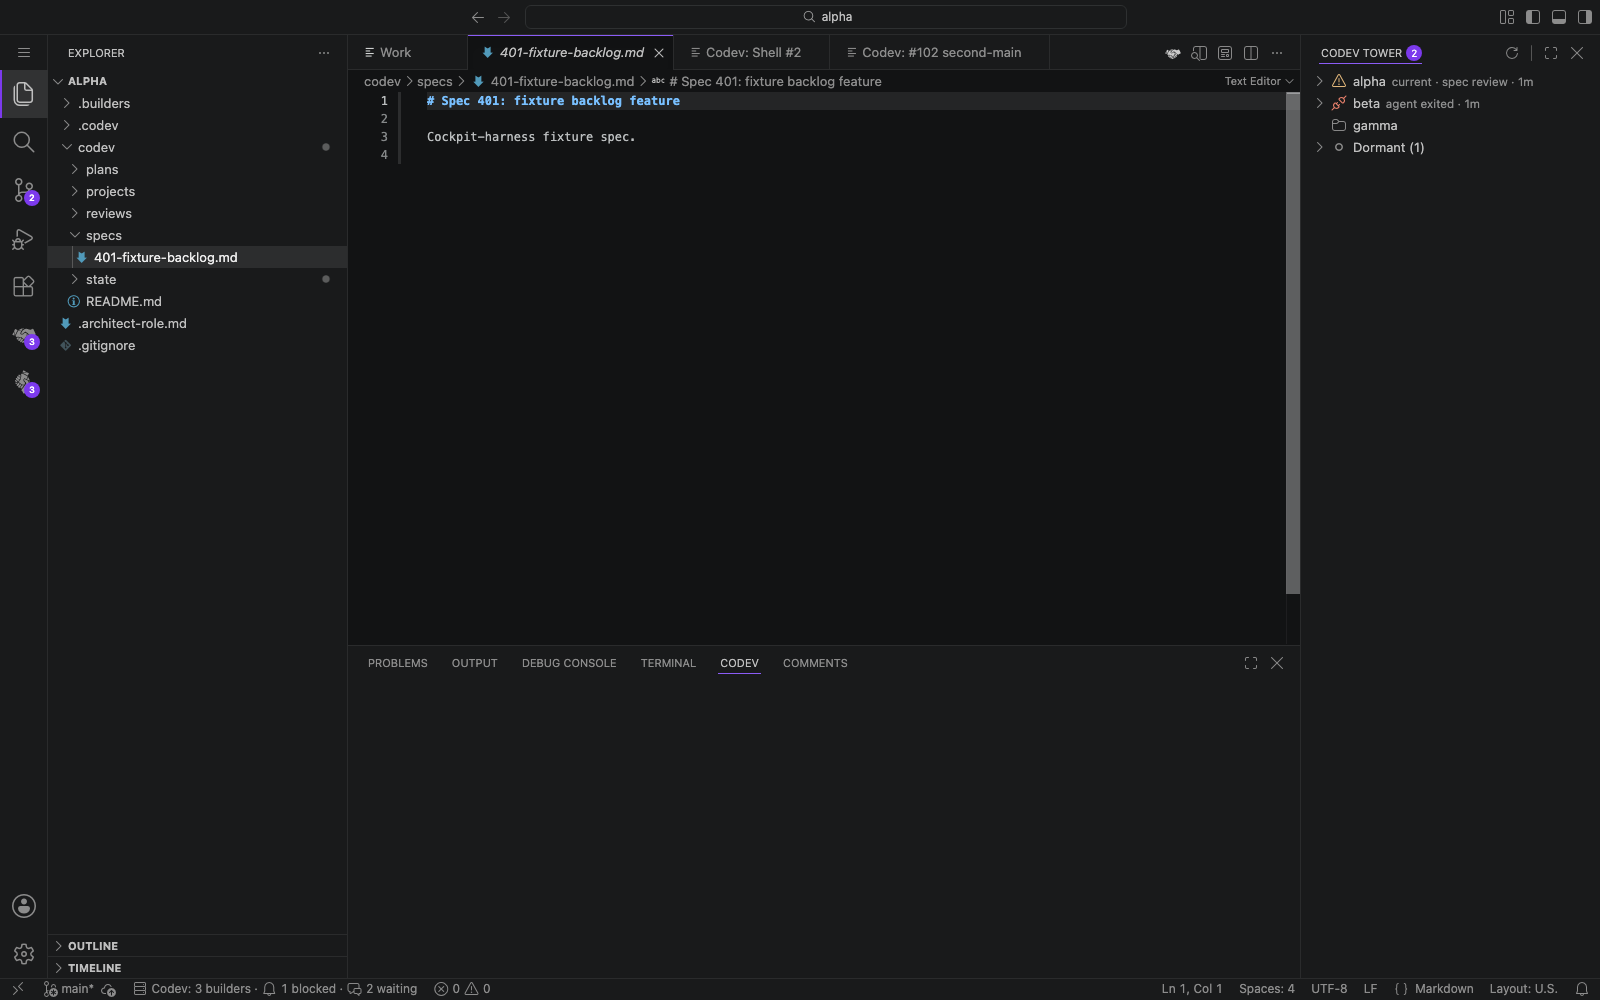 alpha
EXPLORER
ALPHA
.builders
.codev
codev
plans
projects
reviews
specs
401-fixture-backlog.md
state
README.md
.architect-role.md
.gitignore
2
3
3
OUTLINE
TIMELINE
Work
401-fixture-backlog.md
Codev: Shell #2
Codev: #102 second-main
codev > specs > 401-fixture-backlog.md > abc # Spec 401: fixture backlog feature
Text Editor
1 # Spec 401: fixture backlog feature
2
3 Cockpit-harness fixture spec.
4
PROBLEMS
OUTPUT
DEBUG CONSOLE
TERMINAL
CODEV
COMMENTS
CODEV TOWER 2
alpha current · spec review · 1m
beta agent exited · 1m
gamma
Dormant (1)
main*
Codev: 3 builders · 1 blocked · 2 waiting
0 0
Ln 1, Col 1
Spaces: 4
UTF-8
LF
{ } Markdown
Layout: U.S.